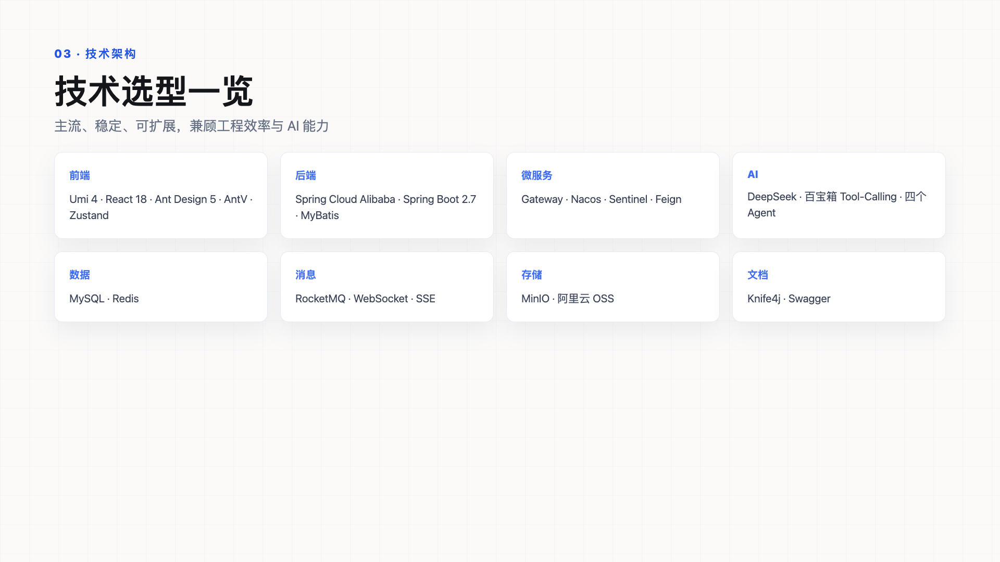 03 · 技术架构
技术选型一览
主流、稳定、可扩展，兼顾工程效率与 AI 能力
前端
Umi 4 · React 18 · Ant Design 5 · AntV ·
Zustand
后端
Spring Cloud Alibaba · Spring Boot 2.7
· MyBatis
微服务
Gateway · Nacos · Sentinel · Feign
AI
DeepSeek · 百宝箱 Tool-Calling · 四个
Agent
数据
MySQL · Redis
消息
RocketMQ · WebSocket · SSE
存储
MinIO · 阿里云 OSS
文档
Knife4j · Swagger